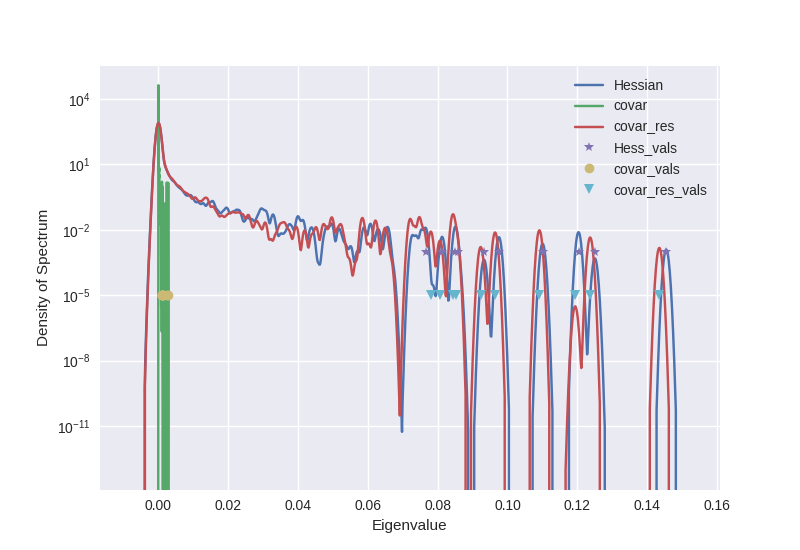 Hessian
covar
covar_res
Hess_vals
covar_vals
covar_res_vals
10^4
10^1
10^−2
10^−5
10^−8
10^−11
Density of Spectrum
0.00 0.02 0.04 0.06 0.08 0.10 0.12 0.14 0.16
Eigenvalue